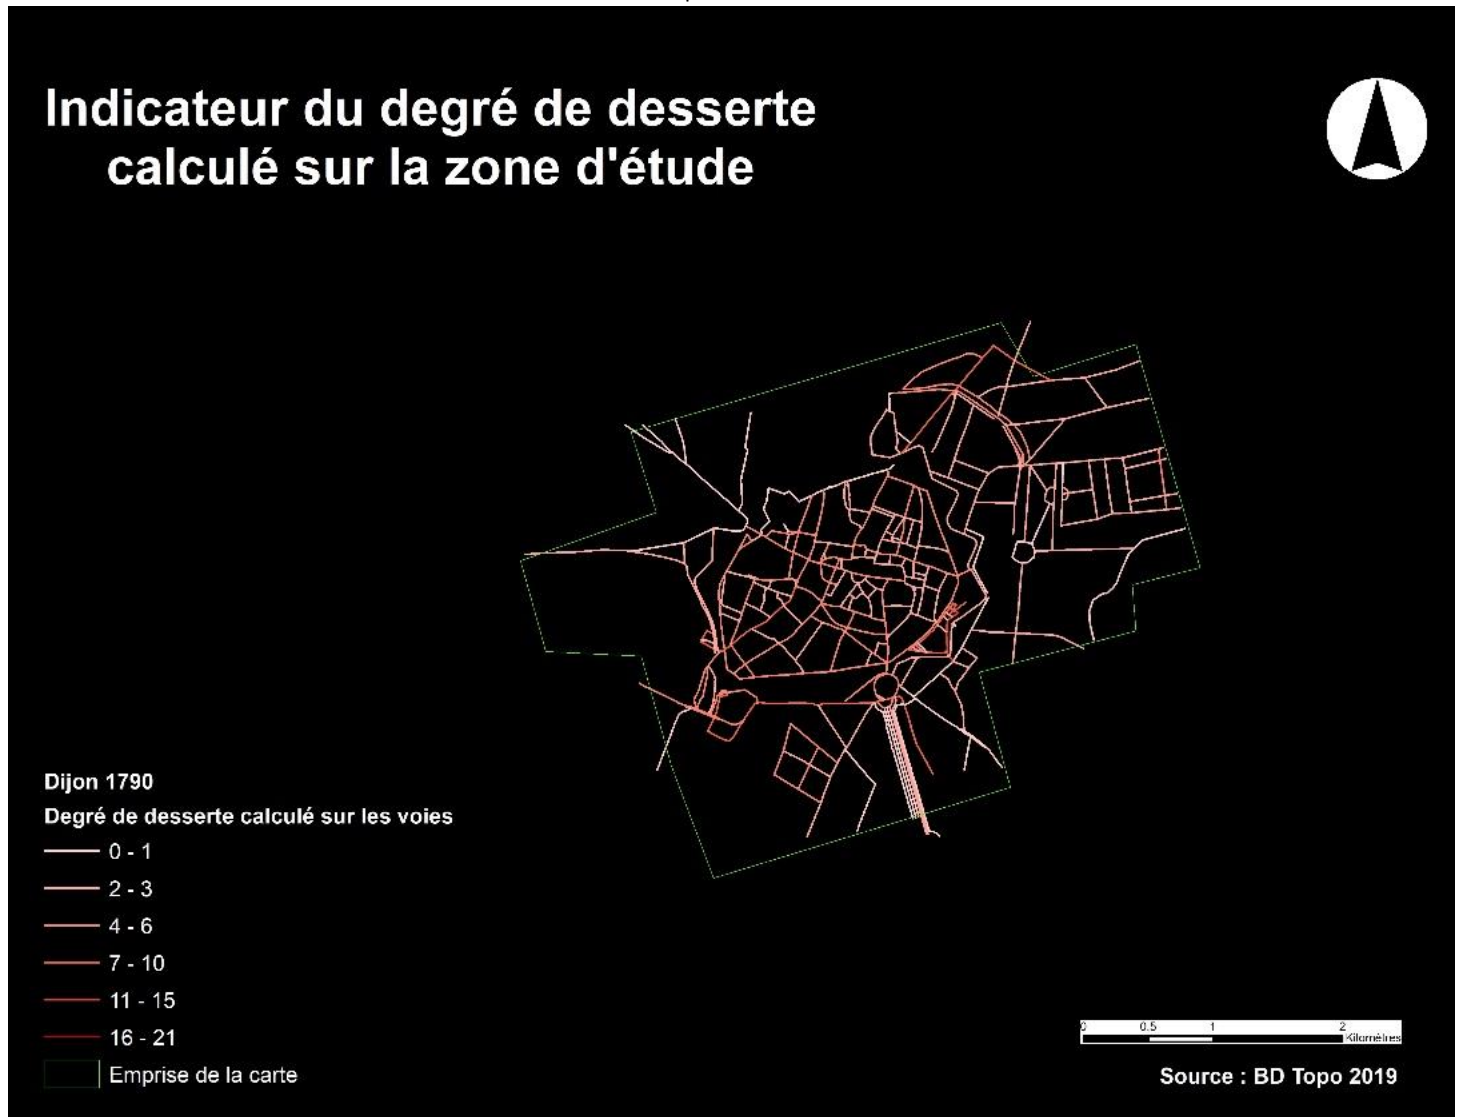 Indicateur du degré de desserte
calculé sur la zone d'étude
Dijon 1790
Degré de desserte calculé sur les voies
0 - 1
2 - 3
4 - 6
7 - 10
11 - 15
16 - 21
Emprise de la carte
0 0.5 1 2
Kilomètres
Source : BD Topo 2019